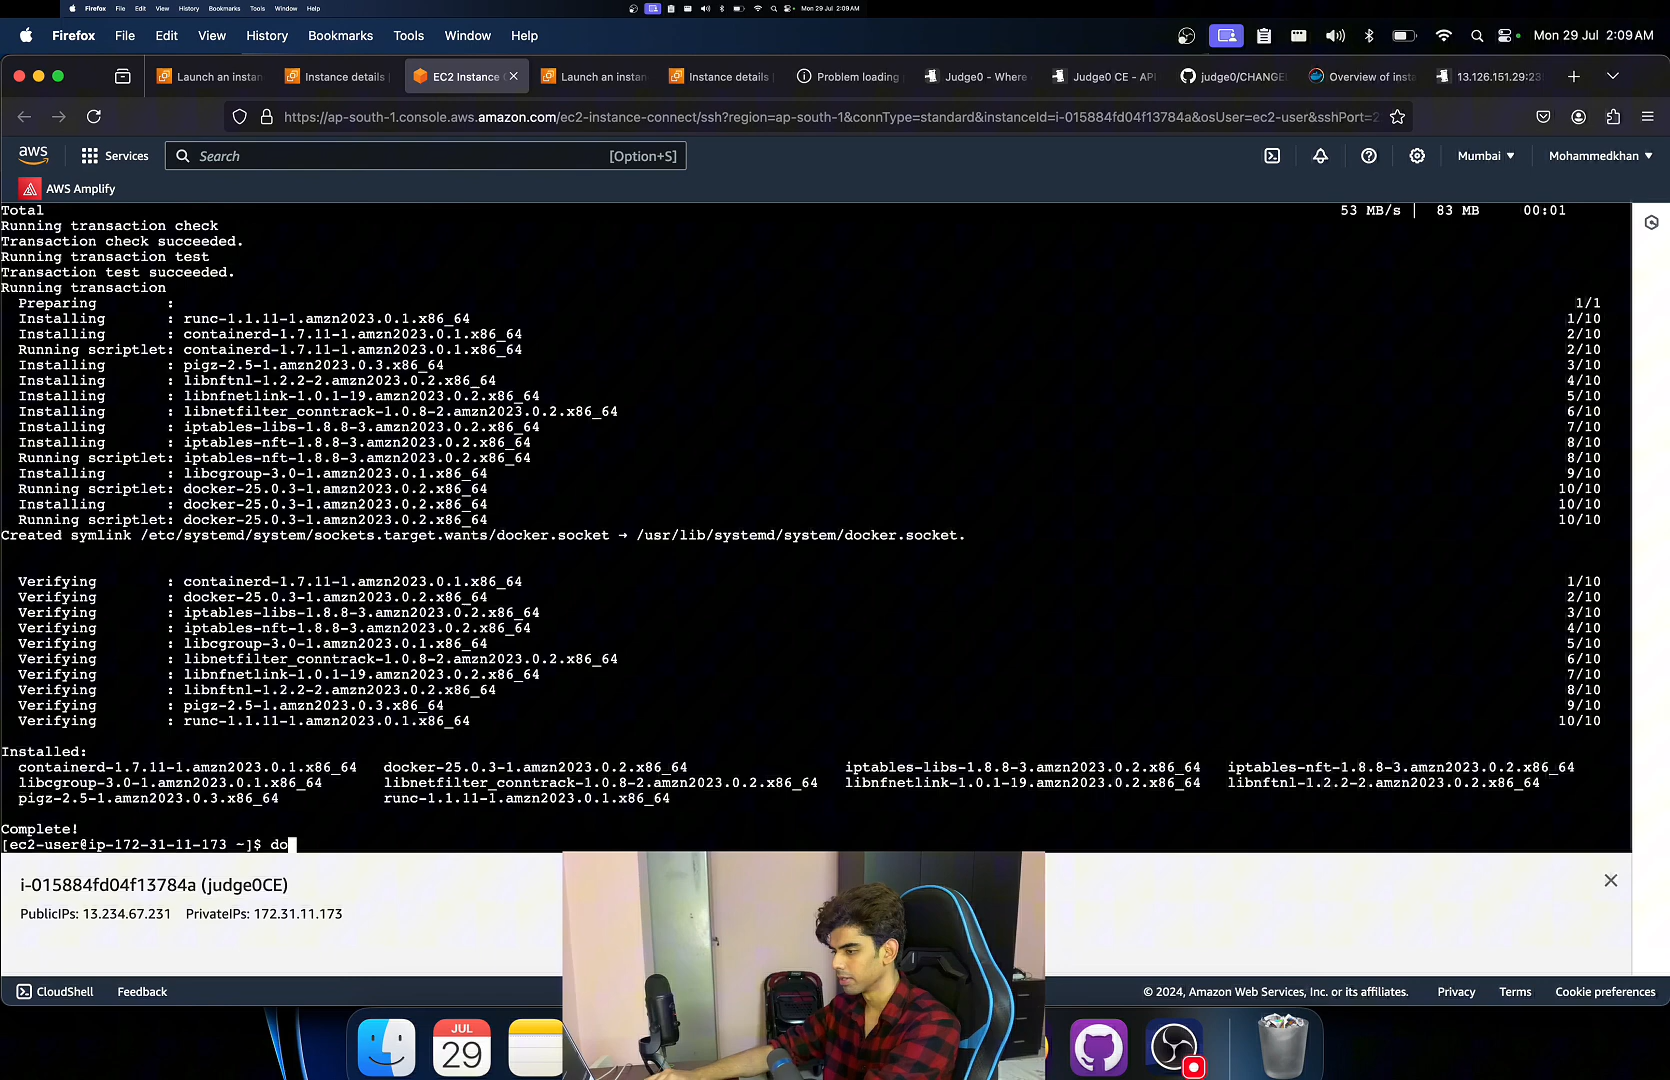 Firefox File Edit View History Bookmarks Tools Window Help Mon 29 Jul 2:09 AM
Firefox File Edit View History Bookmarks Tools Window Help Mon 29 Jul 2:09 AM
Launch an instan Instance details EC2 Instance Launch an instan Instance details Problem loading Judge0 - Where Judge0 CE - API judge0/CHANGE Overview of insta 13.126.151.29:23
https://ap-south-1.console.aws.amazon.com/ec2-instance-connect/ssh?region=ap-south-1&connType=standard&instanceId=i-015884fd04f13784a&osUser=ec2-user&sshPort=2
aws Services Search [Option+S] Mumbai Mohammedkhan
AWS Amplify
Total 53 MB/s | 83 MB 00:01
Running transaction check
Transaction check succeeded.
Running transaction test
Transaction test succeeded.
Running transaction
Preparing : 1/1
Installing : runc-1.1.11-1.amzn2023.0.1.x86_64 1/10
Installing : containerd-1.7.11-1.amzn2023.0.1.x86_64 2/10
Running scriptlet: containerd-1.7.11-1.amzn2023.0.1.x86_64 2/10
Installing : pigz-2.5-1.amzn2023.0.3.x86_64 3/10
Installing : libnftnl-1.2.2-2.amzn2023.0.2.x86_64 4/10
Installing : libnfnetlink-1.0.1-19.amzn2023.0.2.x86_64 5/10
Installing : libnetfilter_conntrack-1.0.8-2.amzn2023.0.2.x86_64 6/10
Installing : iptables-libs-1.8.8-3.amzn2023.0.2.x86_64 7/10
Installing : iptables-nft-1.8.8-3.amzn2023.0.2.x86_64 8/10
Running scriptlet: iptables-nft-1.8.8-3.amzn2023.0.2.x86_64 8/10
Installing : libcgroup-3.0-1.amzn2023.0.1.x86_64 9/10
Running scriptlet: docker-25.0.3-1.amzn2023.0.2.x86_64 10/10
Installing : docker-25.0.3-1.amzn2023.0.2.x86_64 10/10
Running scriptlet: docker-25.0.3-1.amzn2023.0.2.x86_64 10/10
Created symlink /etc/systemd/system/sockets.target.wants/docker.socket → /usr/lib/systemd/system/docker.socket.
Verifying : containerd-1.7.11-1.amzn2023.0.1.x86_64 1/10
Verifying : docker-25.0.3-1.amzn2023.0.2.x86_64 2/10
Verifying : iptables-libs-1.8.8-3.amzn2023.0.2.x86_64 3/10
Verifying : iptables-nft-1.8.8-3.amzn2023.0.2.x86_64 4/10
Verifying : libcgroup-3.0-1.amzn2023.0.1.x86_64 5/10
Verifying : libnetfilter_conntrack-1.0.8-2.amzn2023.0.2.x86_64 6/10
Verifying : libnfnetlink-1.0.1-19.amzn2023.0.2.x86_64 7/10
Verifying : libnftnl-1.2.2-2.amzn2023.0.2.x86_64 8/10
Verifying : pigz-2.5-1.amzn2023.0.3.x86_64 9/10
Verifying : runc-1.1.11-1.amzn2023.0.1.x86_64 10/10
Installed:
containerd-1.7.11-1.amzn2023.0.1.x86_64 docker-25.0.3-1.amzn2023.0.2.x86_64 iptables-libs-1.8.8-3.amzn2023.0.2.x86_64 iptables-nft-1.8.8-3.amzn2023.0.2.x86_64
libcgroup-3.0-1.amzn2023.0.1.x86_64 libnetfilter_conntrack-1.0.8-2.amzn2023.0.2.x86_64 libnfnetlink-1.0.1-19.amzn2023.0.2.x86_64 libnftnl-1.2.2-2.amzn2023.0.2.x86_64
pigz-2.5-1.amzn2023.0.3.x86_64 runc-1.1.11-1.amzn2023.0.1.x86_64
Complete!
[ec2-user@ip-172-31-11-173 ~]$ do
i-015884fd04f13784a (judge0CE)
PublicIPs: 13.234.67.231 PrivateIPs: 172.31.11.173
CloudShell Feedback © 2024, Amazon Web Services, Inc. or its affiliates. Privacy Terms Cookie preferences
JUL
29